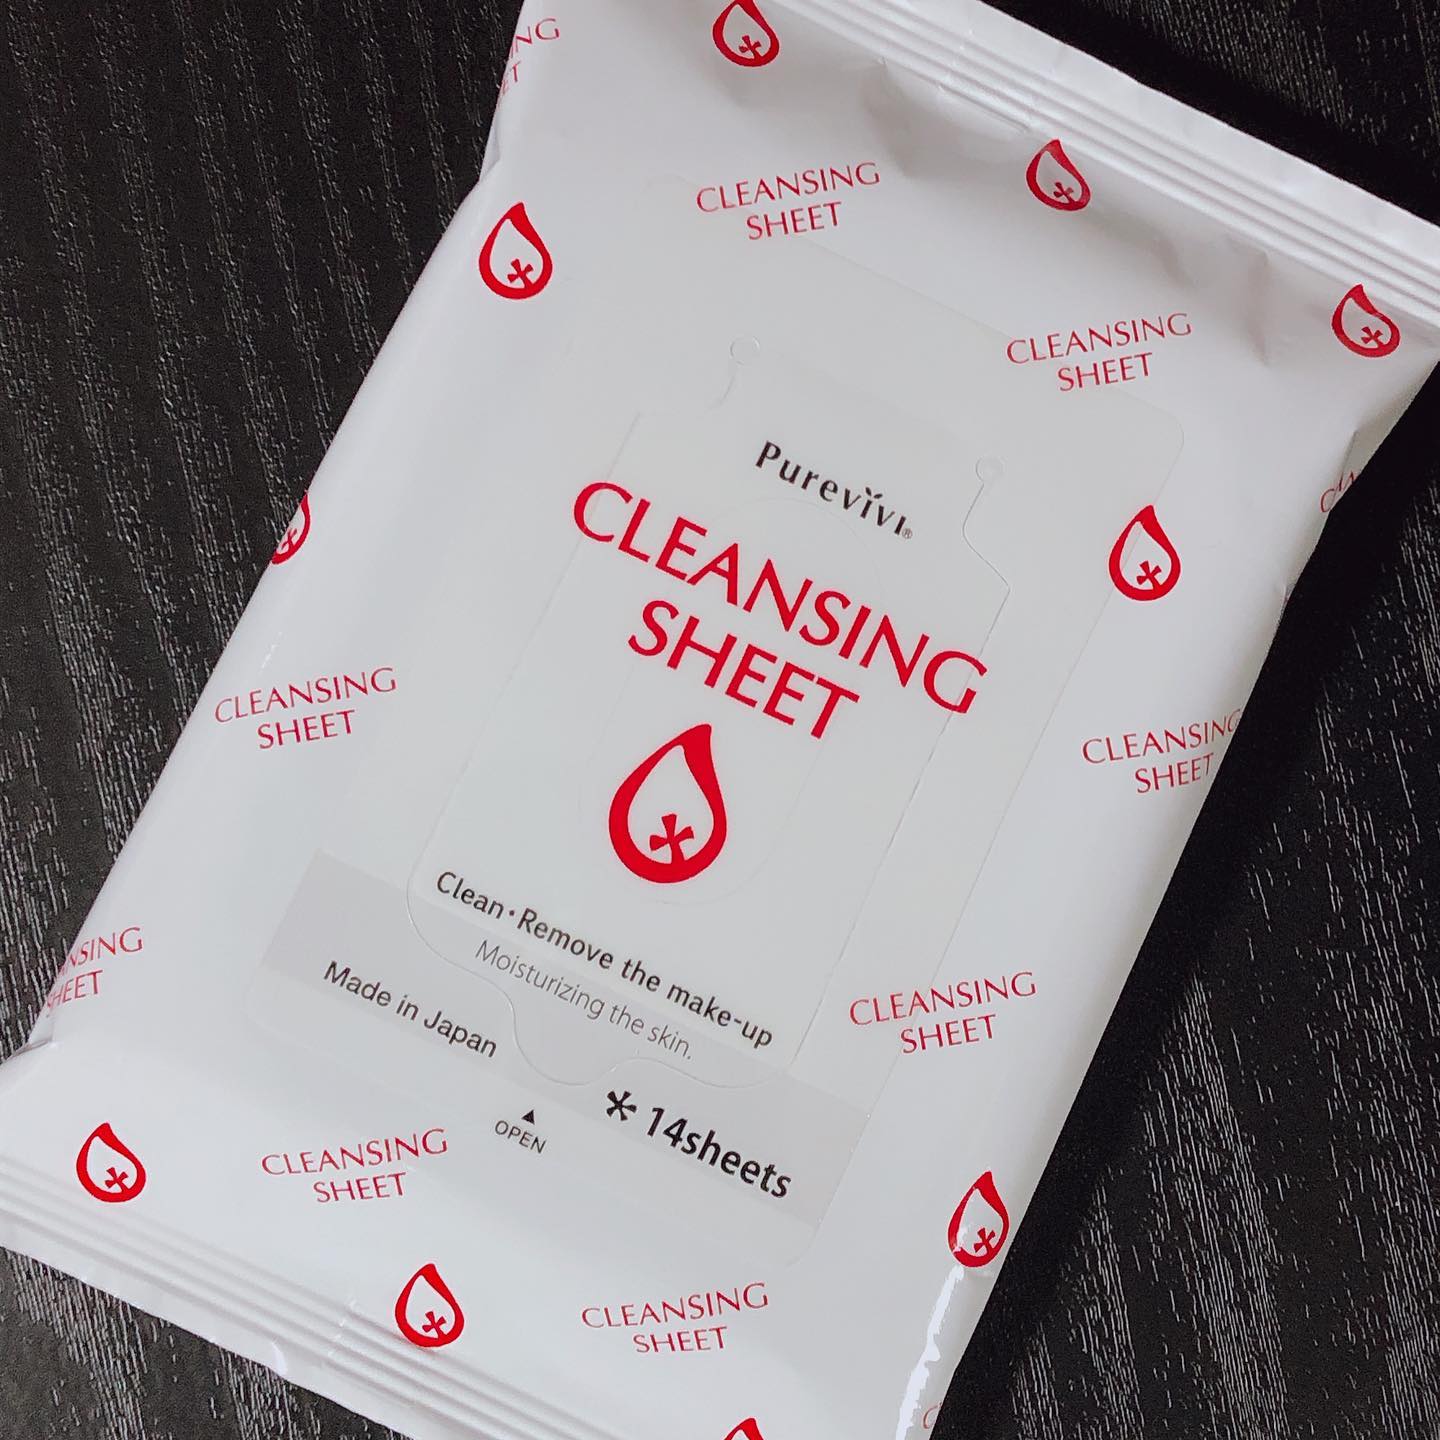 CLEANSING
SHEET
CLEANSING
SHEET
Purevivi®
CLEANSING
SHEET
Clean・Remove the make-up
Moisturizing the skin.
Made in Japan
* 14sheets
▲
OPEN
CLEANSING
SHEET
CLEANSING
SHEET
CLEANSING
SHEET
CLEANSING
SHEET
CLEANSING
SHEET